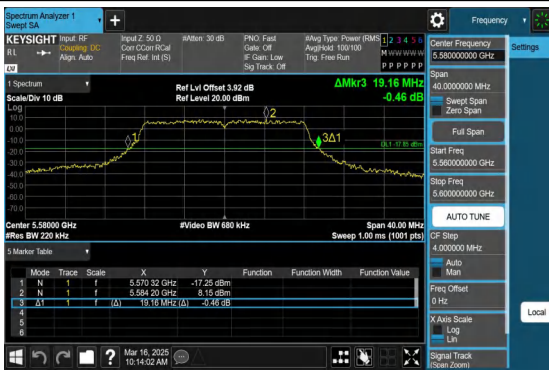 Spectrum Analyzer 1
Swept SA
Frequency
KEYSIGHT
RL
LXI
Input: RF
Coupling: DC
Align: Auto
Input Z: 50 Ω
Corr CCorr RCal
Freq Ref: Int (S)
#Atten: 30 dB
PNO: Fast
Gate: Off
IF Gain: Low
Sig Track: Off
#Avg Type: Power (RMS
Avg|Hold: 100/100
Trig: Free Run
1 2 3 4 5 6
M W W W W W
P P P P P P
1 Spectrum
Scale/Div 10 dB
Ref Lvl Offset 3.92 dB
Ref Level 20.00 dBm
ΔMkr3 19.16 MHz
-0.46 dB
Log
10.0
0.00
-10.0
-20.0
-30.0
-40.0
-50.0
-60.0
-70.0
1
2
3Δ1
DL1 -17.85 dBm
Center 5.58000 GHz
#Res BW 220 kHz
#Video BW 680 kHz
Span 40.00 MHz
Sweep 1.00 ms (1001 pts)
5 Marker Table
Mode Trace Scale X Y Function Function Width Function Value
1 N 1 f 5.570 32 GHz -17.25 dBm
2 N 1 f 5.584 20 GHz 8.15 dBm
3 Δ1 1 f (Δ) 19.16 MHz (Δ) -0.46 dB
4
5
6
Mar 16, 2025
10:14:02 AM
Center Frequency
5.580000000 GHz
Settings
Span
40.0000000 MHz
Swept Span
Zero Span
Full Span
Start Freq
5.560000000 GHz
Stop Freq
5.600000000 GHz
AUTO TUNE
CF Step
4.000000 MHz
Auto
Man
Freq Offset
0 Hz
Local
X Axis Scale
Log
Lin
Signal Track
(Span Zoom)